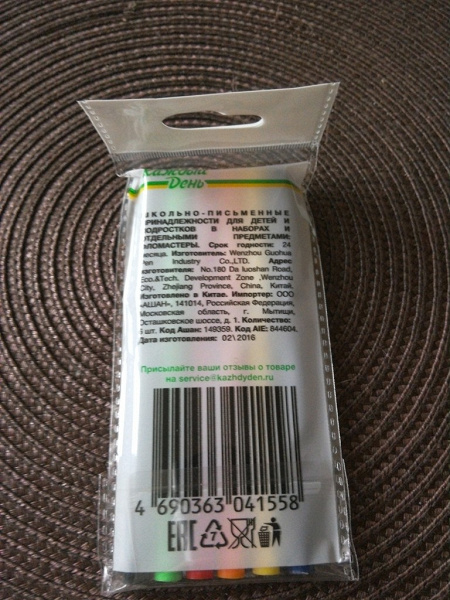 Каждый
День
ШКОЛЬНО-ПИСЬМЕННЫЕ
ПРИНАДЛЕЖНОСТИ ДЛЯ ДЕТЕЙ И
ПОДРОСТКОВ В НАБОРАХ И
ОТДЕЛЬНЫМИ ПРЕДМЕТАМИ:
ФЛОМАСТЕРЫ. Срок годности: 24
месяца. Изготовитель: Wenzhou Guohua
Pen Industry Co.,LTD. Адрес
изготовителя: No.180 Da luoshan Road,
Eco.&Tech. Development Zone ,Wenzhou
City, Zhejiang Province, China, Китай.
Изготовлено в Китае. Импортер: ООО
«АШАН», 141014, Российская Федерация,
Московская область, г. Мытищи,
Осташковское шоссе, д. 1. Количество:
шт. Код Ашан: 149359. Код AIE: 844604.
Дата изготовления: 02\2016
Присылайте ваши отзывы о товаре
на service@kazhdyden.ru
4 690363 041558
EAC 7